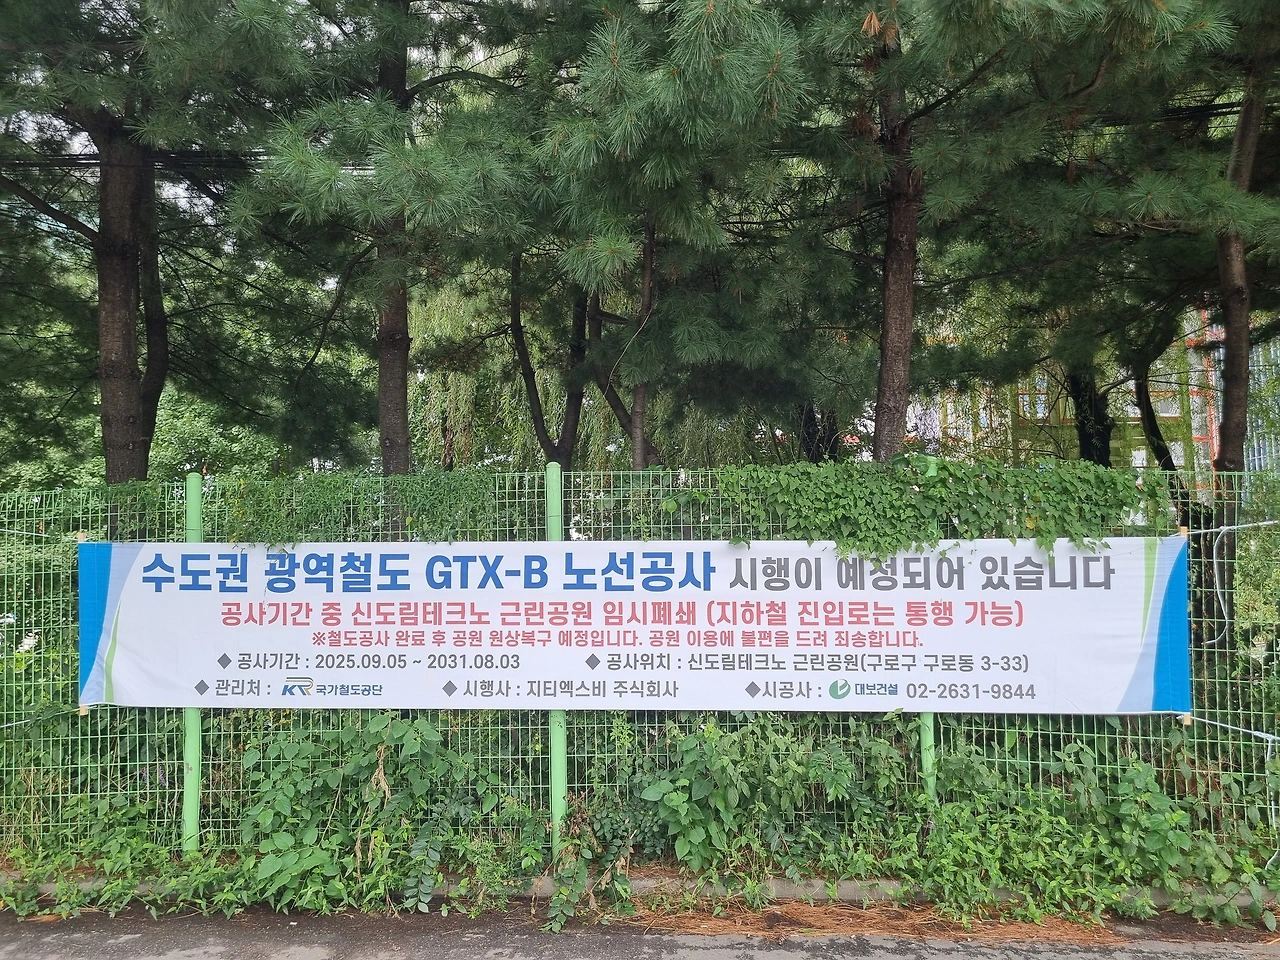 수도권 광역철도 GTX-B 노선공사 시행이 예정되어 있습니다
공사기간 중 신도림테크노 근린공원 임시폐쇄 (지하철 진입로는 통행 가능)
※철도공사 완료 후 공원 원상복구 예정입니다. 공원 이용에 불편을 드려 죄송합니다.
◆ 공사기간 : 2025.09.05 ~ 2031.08.03 ◆ 공사위치 : 신도림테크노 근린공원(구로구 구로동 3-33)
◆ 관리처 : KR 국가철도공단 ◆ 시행사 : 지티엑스비 주식회사 ◆시공사 : 대보건설 02-2631-9844